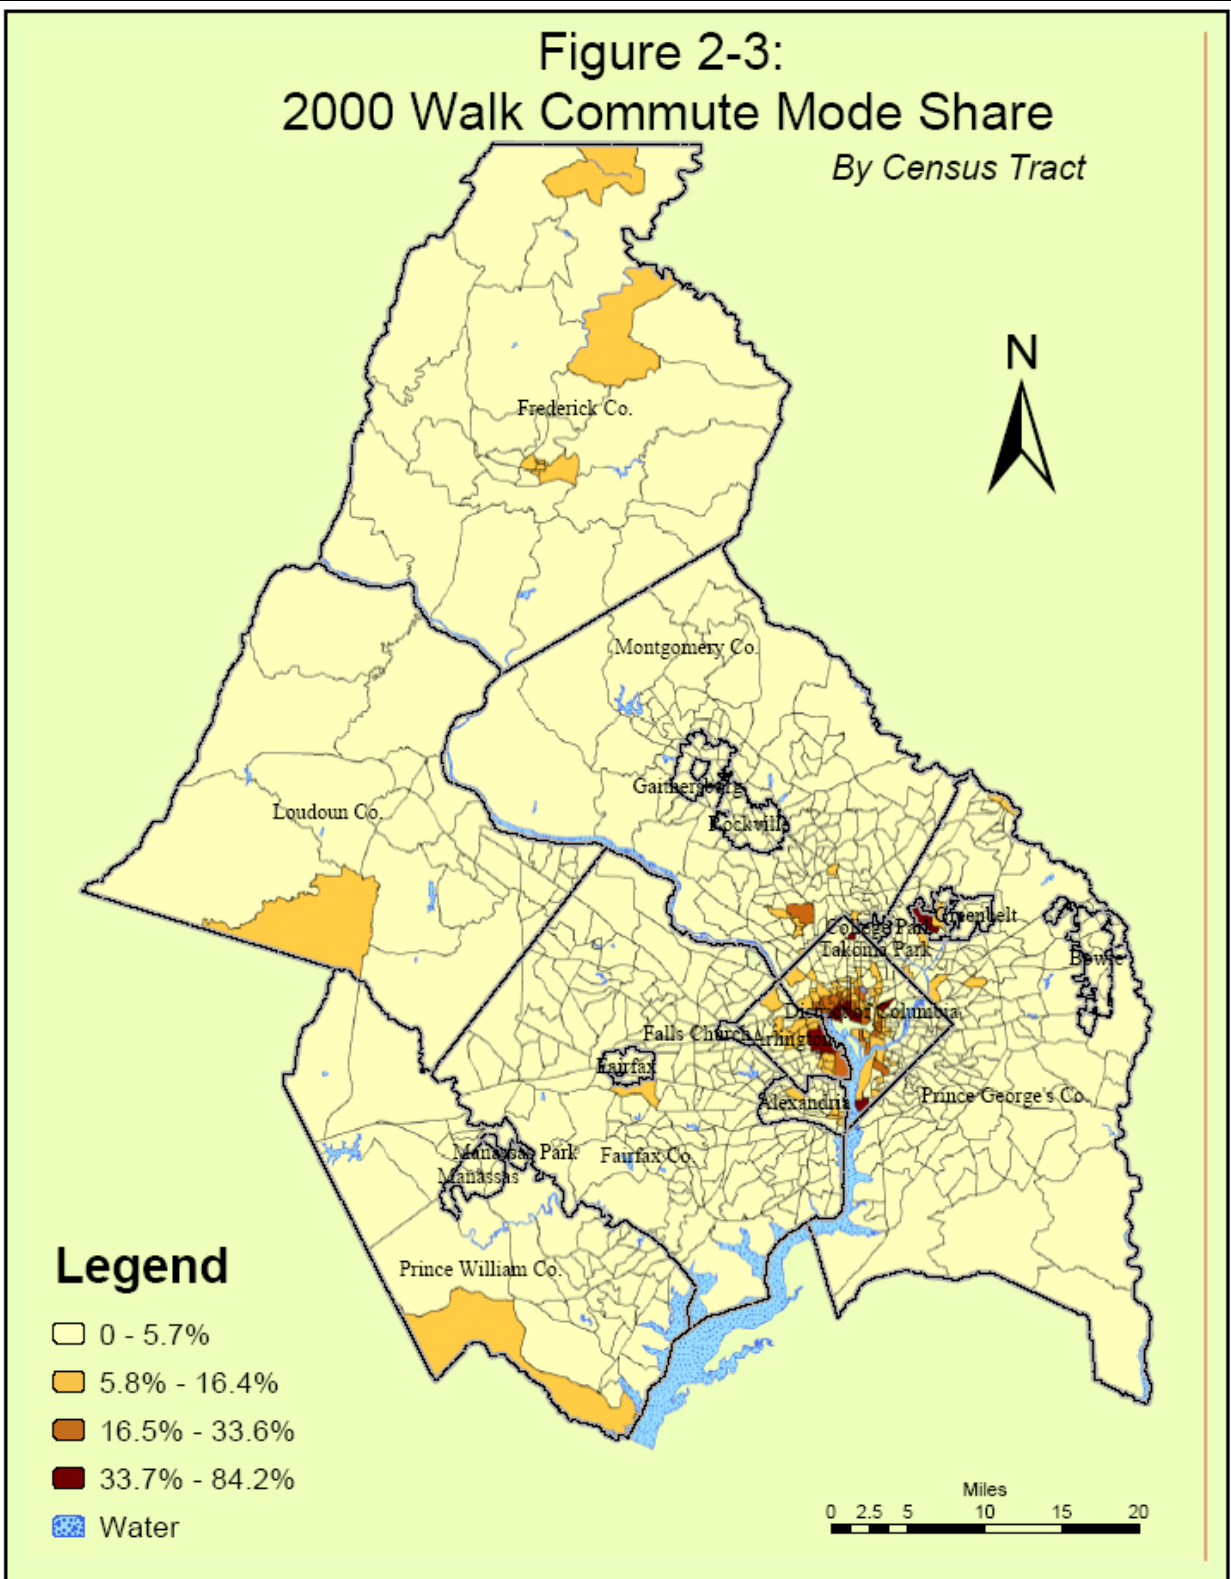 Figure 2-3:
2000 Walk Commute Mode Share
By Census Tract
N
Frederick Co.
Montgomery Co.
Gaithersburg
Loudoun Co.
Rockville
Greenbelt
College Park
Takoma Park
Bowie
District of Columbia
Falls Church
Arlington
Fairfax
Alexandria
Prince George's Co.
Manassas Park
Fairfax Co.
Manassas
Prince William Co.
Legend
0 - 5.7%
5.8% - 16.4%
16.5% - 33.6%
33.7% - 84.2%
Water
Miles
0 2.5 5 10 15 20